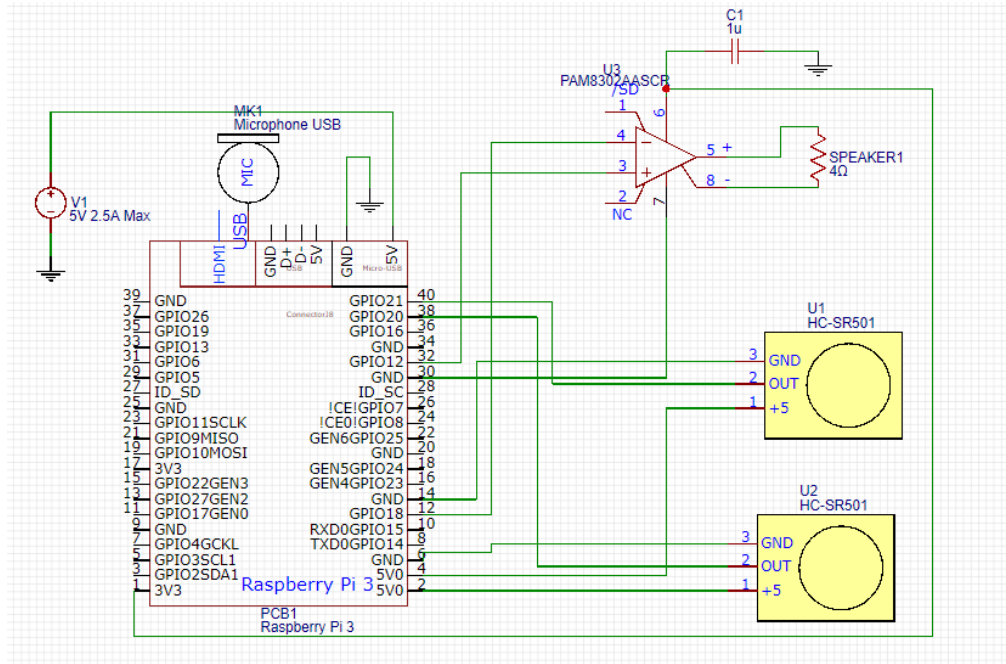 C1
1u
U3
PAM8302AASCR
/SD
1
6
4
3
5 +
8 -
2
NC
7
SPEAKER1
4Ω
MK1
Microphone USB
MIC
USB
V1
5V 2.5A Max
HDMI
GND
D+
D-
5V
USB
GND
5V
Micro-USB
ConnectorJ8
39 GND GPIO21 40
37 GPIO26 GPIO20 38
35 GPIO19 GPIO16 36
33 GPIO13 GND 34
31 GPIO6 GPIO12 32
29 GPIO5 GND 30
27 ID_SD ID_SC 28
25 GND !CE!GPIO7 26
23 GPIO11SCLK !CE0!GPIO8 24
21 GPIO9MISO GEN6GPIO25 22
19 GPIO10MOSI GND 20
17 3V3 GEN5GPIO24 18
15 GPIO22GEN3 GEN4GPIO23 16
13 GPIO27GEN2 GND 14
11 GPIO17GEN0 GPIO18 12
9 GND RXD0GPIO15 10
7 GPIO4GCKL TXD0GPIO14 8
5 GPIO3SCL1 GND 6
3 GPIO2SDA1 5V0 4
1 3V3 5V0 2
Raspberry Pi 3
PCB1
Raspberry Pi 3
U1
HC-SR501
3 GND
2 OUT
1 +5
U2
HC-SR501
3 GND
2 OUT
1 +5